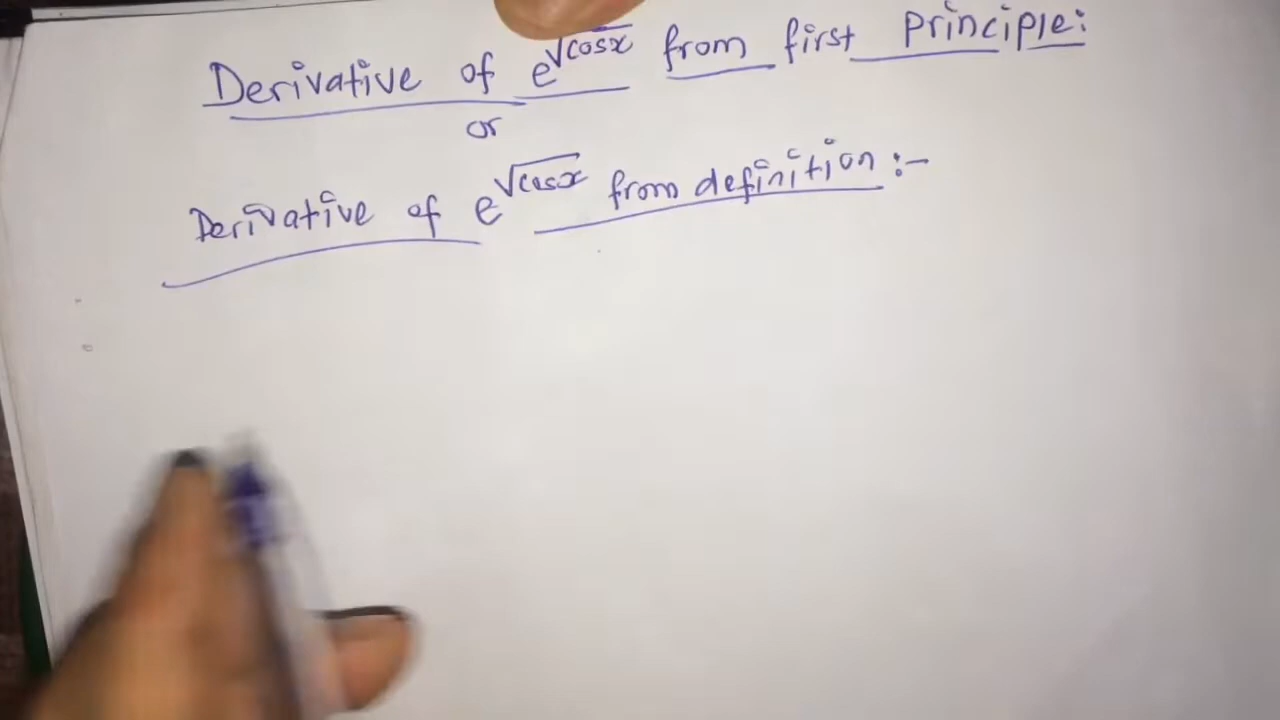 Derivative of e^√cosx from first principle:
or
Derivative of e^√cosx from definition :-